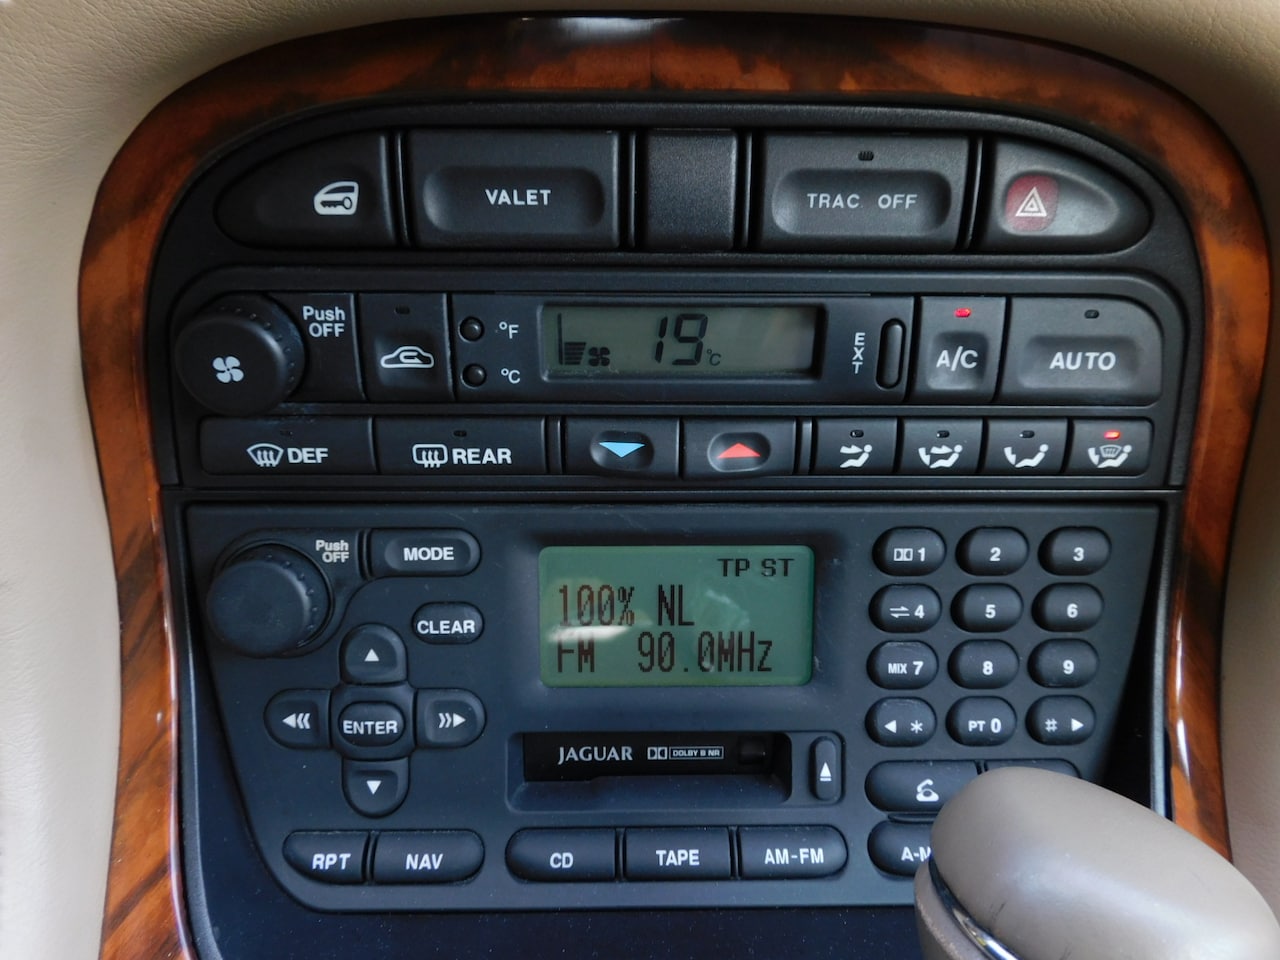 VALET
TRAC OFF
Push
OFF
°F
°C
19°C
EXT
A/C
AUTO
DEF
REAR
Push
OFF
MODE
CLEAR
ENTER
TP ST
100% NL
FM 90.0MHz
1
2
3
4
5
6
MIX 7
8
9
*
PT 0
#
JAGUAR DOLBY B NR
RPT
NAV
CD
TAPE
AM-FM